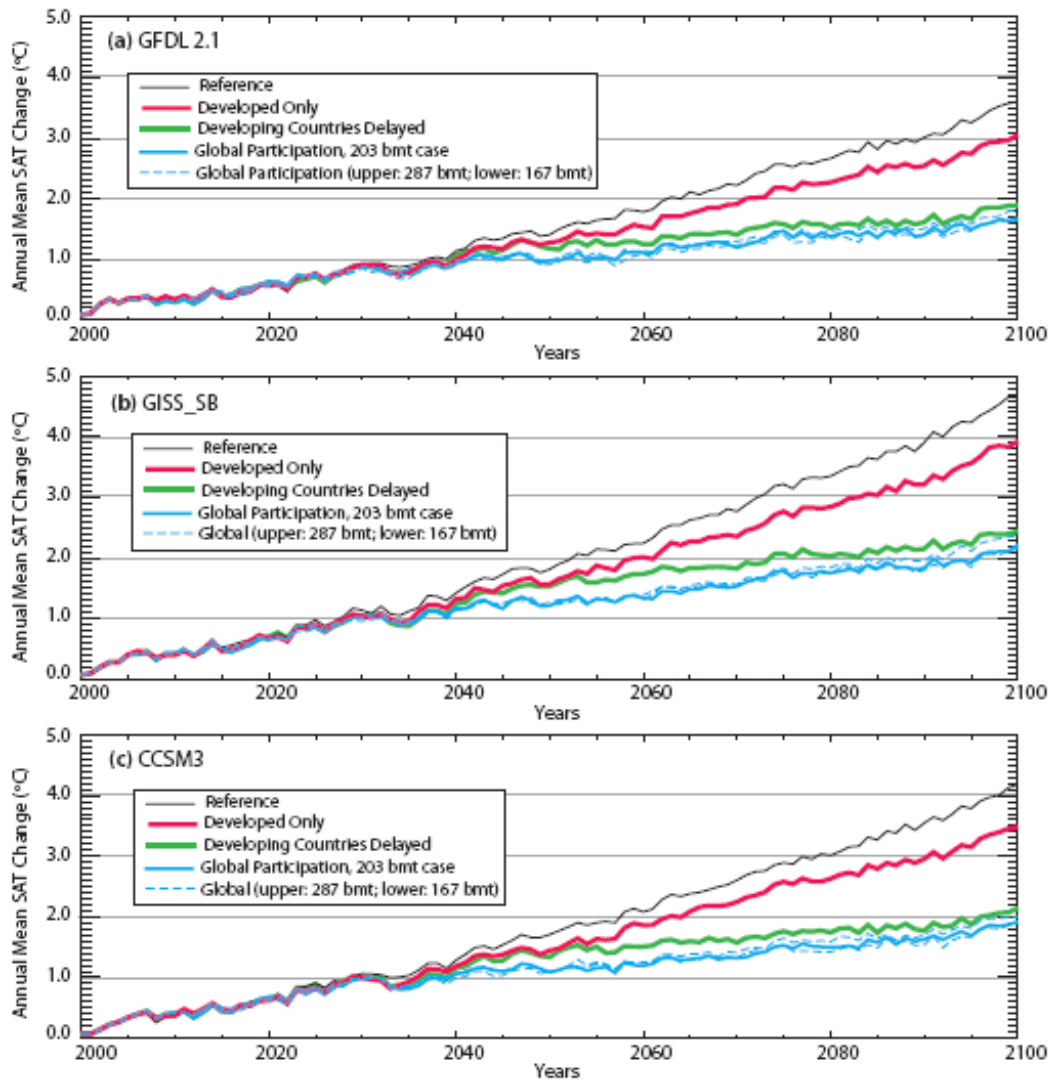 (a) GFDL 2.1
Annual Mean SAT Change (°C)
5.0
4.0
3.0
2.0
1.0
0.0
Reference
Developed Only
Developing Countries Delayed
Global Participation, 203 bmt case
Global Participation (upper: 287 bmt; lower: 167 bmt)
2000 2020 2040 2060 2080 2100
Years
(b) GISS_SB
Annual Mean SAT Change (°C)
5.0
4.0
3.0
2.0
1.0
0.0
Reference
Developed Only
Developing Countries Delayed
Global Participation, 203 bmt case
Global (upper: 287 bmt; lower: 167 bmt)
2000 2020 2040 2060 2080 2100
Years
(c) CCSM3
Annual Mean SAT Change (°C)
5.0
4.0
3.0
2.0
1.0
0.0
Reference
Developed Only
Developing Countries Delayed
Global Participation, 203 bmt case
Global (upper: 287 bmt; lower: 167 bmt)
2000 2020 2040 2060 2080 2100
Years